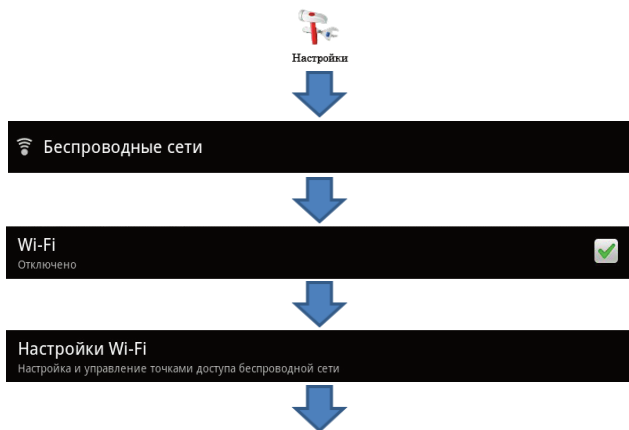 Настройки
Беспроводные сети
Wi-Fi
Отключено
Настройки Wi-Fi
Настройка и управление точками доступа беспроводной сети